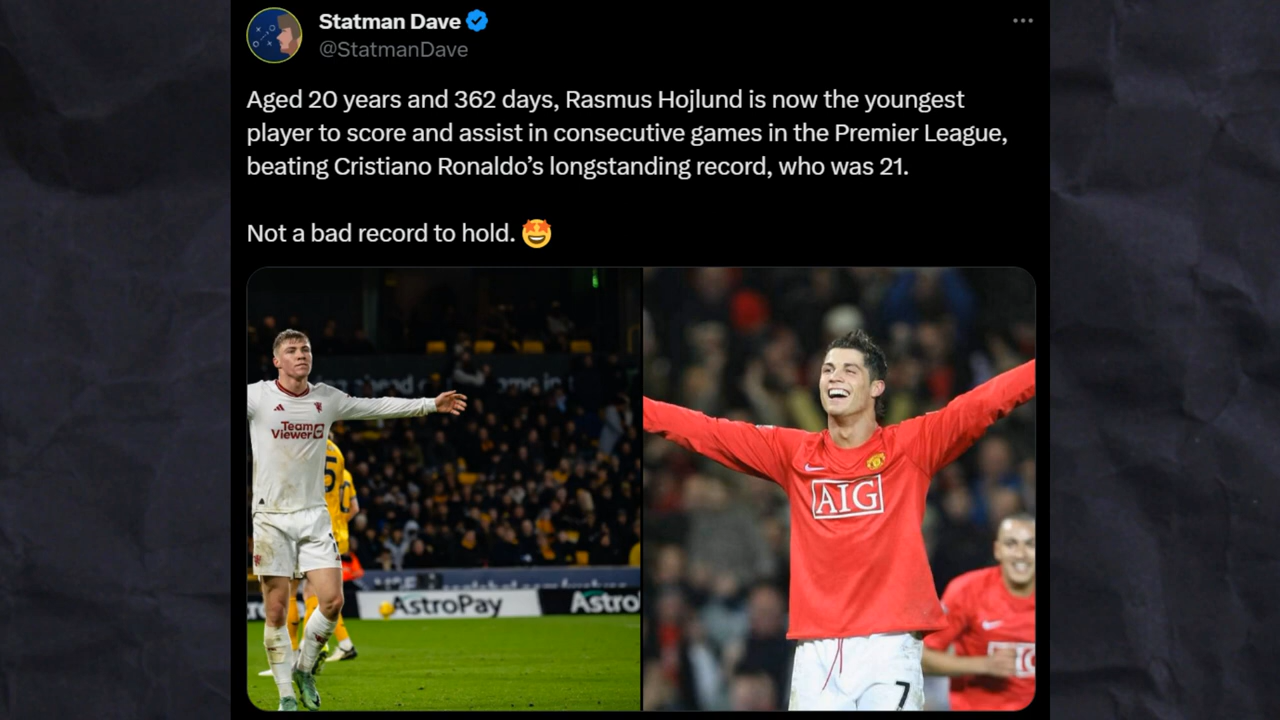 Statman Dave
@StatmanDave
Aged 20 years and 362 days, Rasmus Hojlund is now the youngest
player to score and assist in consecutive games in the Premier League,
beating Cristiano Ronaldo’s longstanding record, who was 21.
Not a bad record to hold. 🤩
Team
Viewer
5
AstroPay
Astro
AIG
7